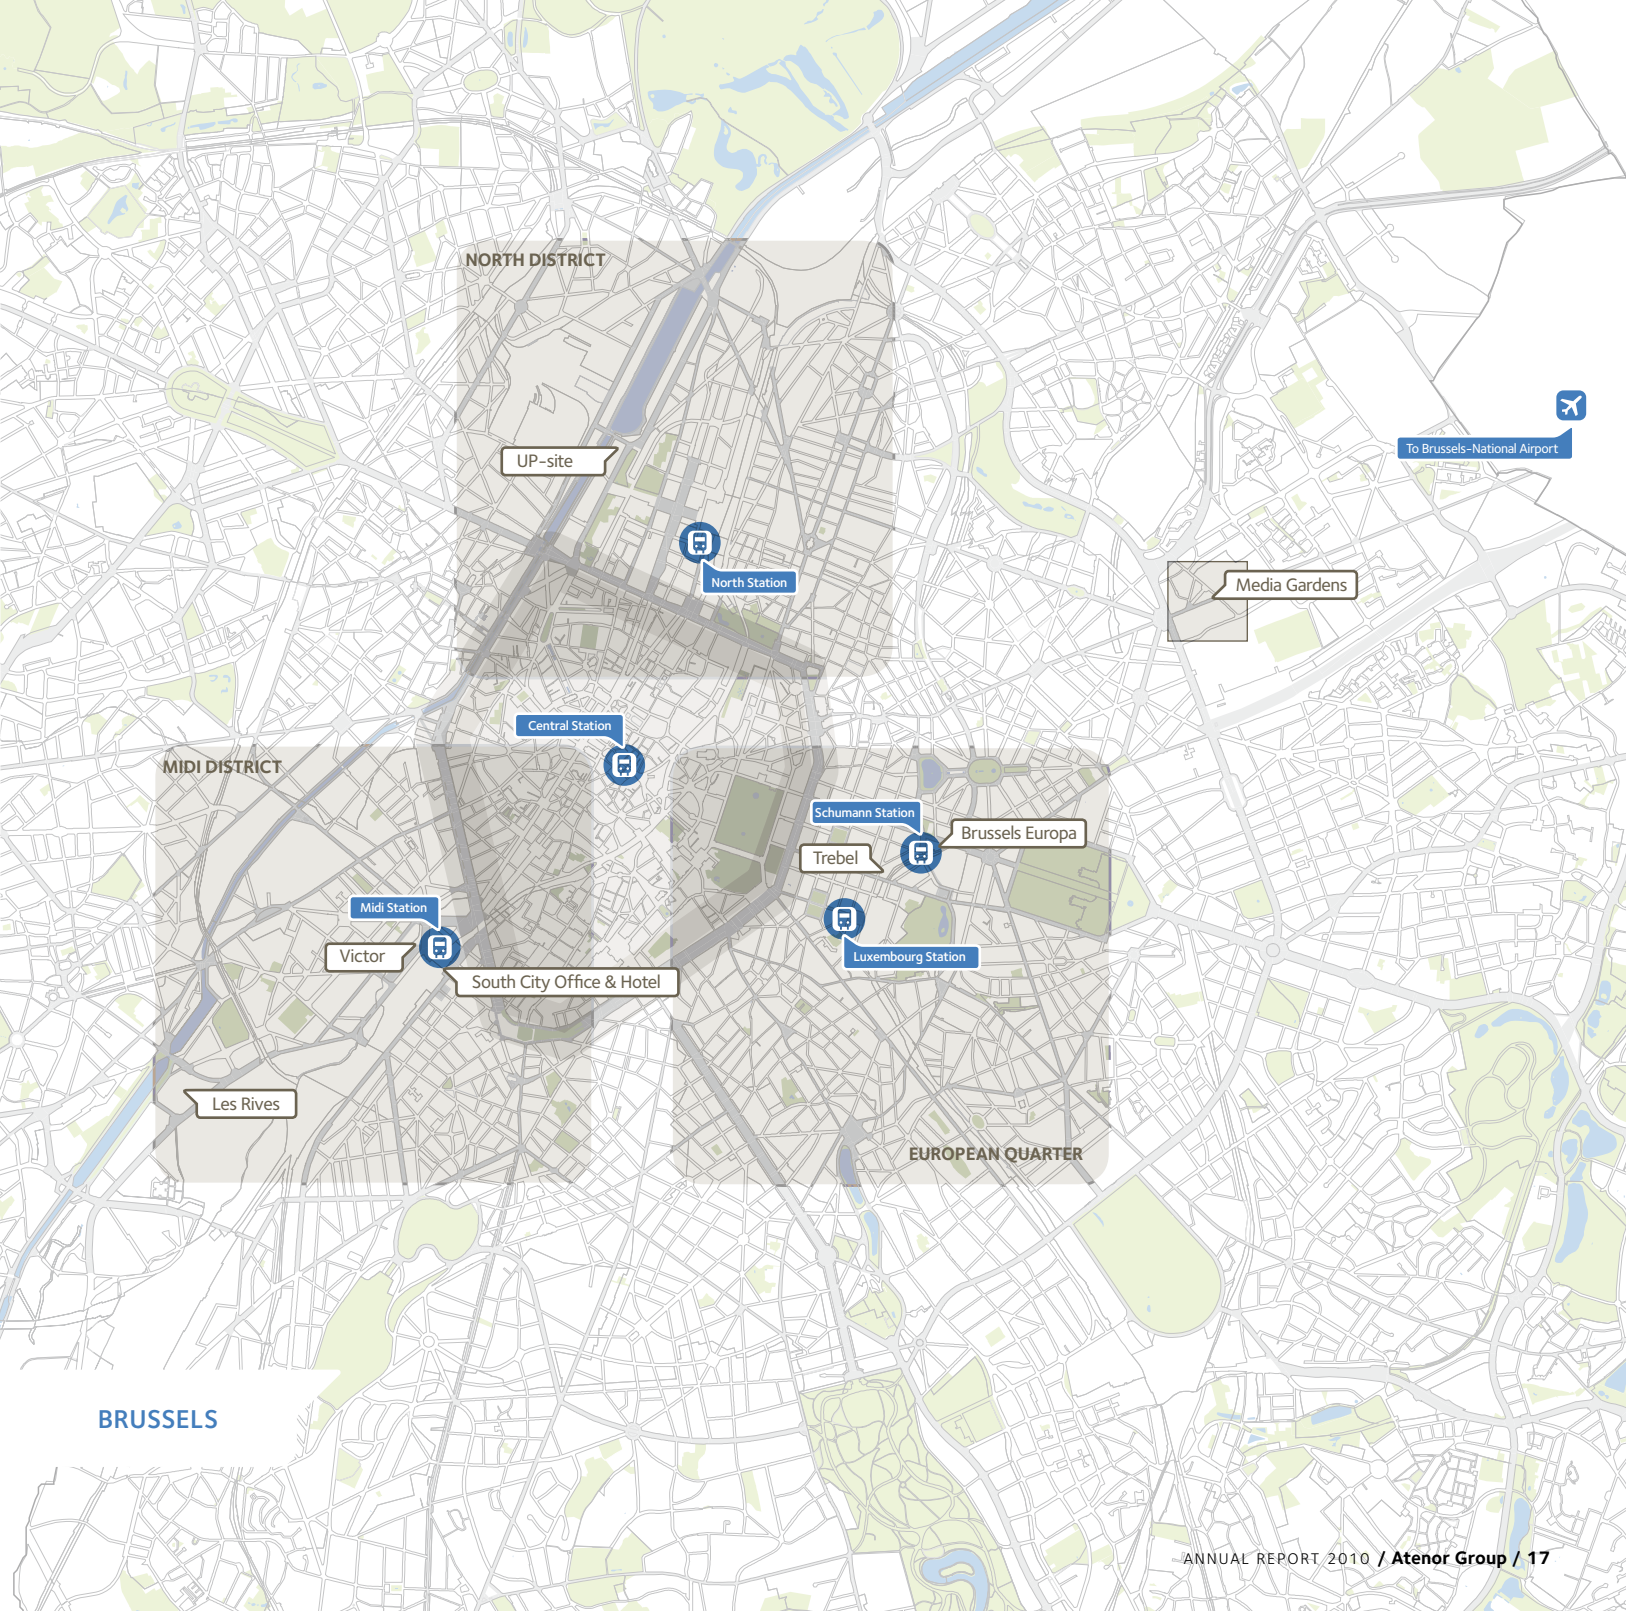 NORTH DISTRICT
To Brussels-National Airport
UP-site
North Station
Media Gardens
Central Station
MIDI DISTRICT
Schumann Station
Brussels Europa
Trebel
Midi Station
Victor
Luxembourg Station
South City Office & Hotel
Les Rives
EUROPEAN QUARTER
BRUSSELS
ANNUAL REPORT 2010 / Atenor Group / 17